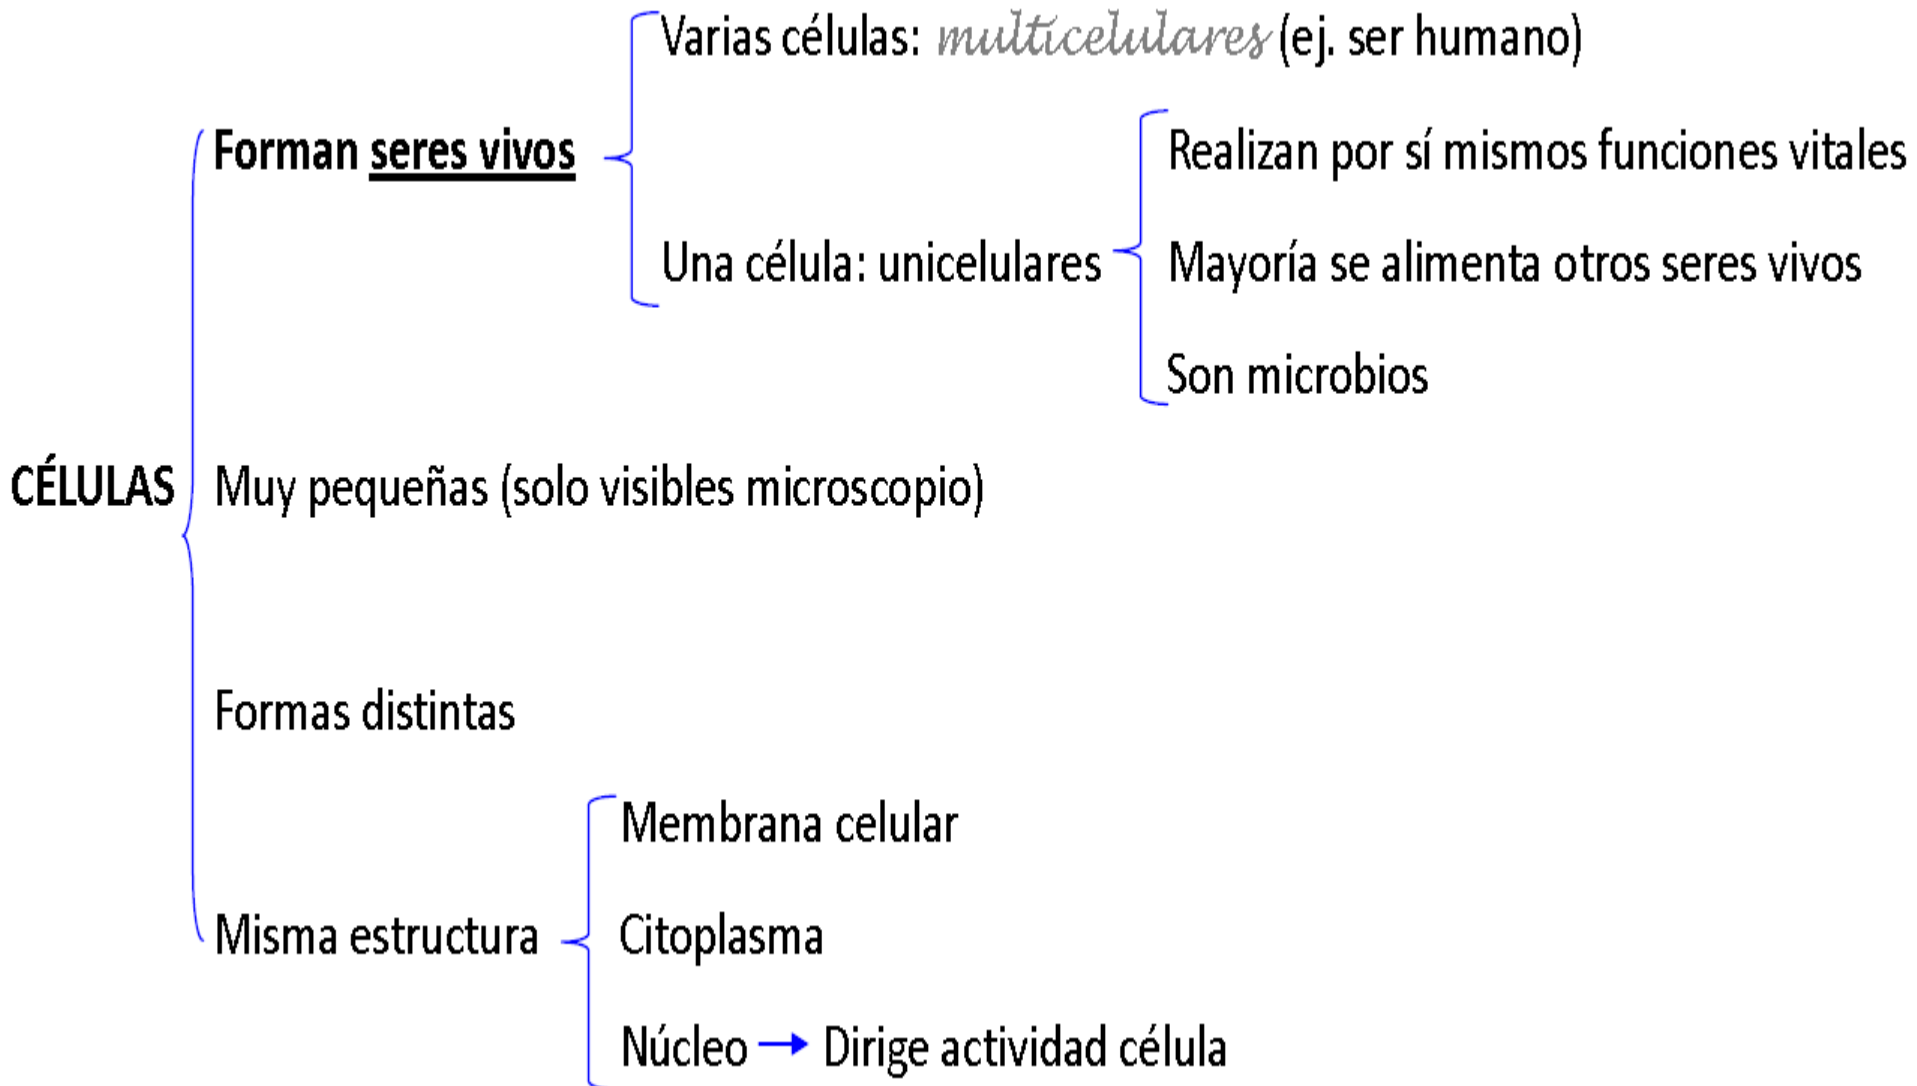 Varias células: multicelulares (ej. ser humano)
Forman seres vivos
Realizan por sí mismos funciones vitales
Una célula: unicelulares
Mayoría se alimenta otros seres vivos
Son microbios
CÉLULAS
Muy pequeñas (solo visibles microscopio)
Formas distintas
Membrana celular
Misma estructura
Citoplasma
Núcleo → Dirige actividad célula